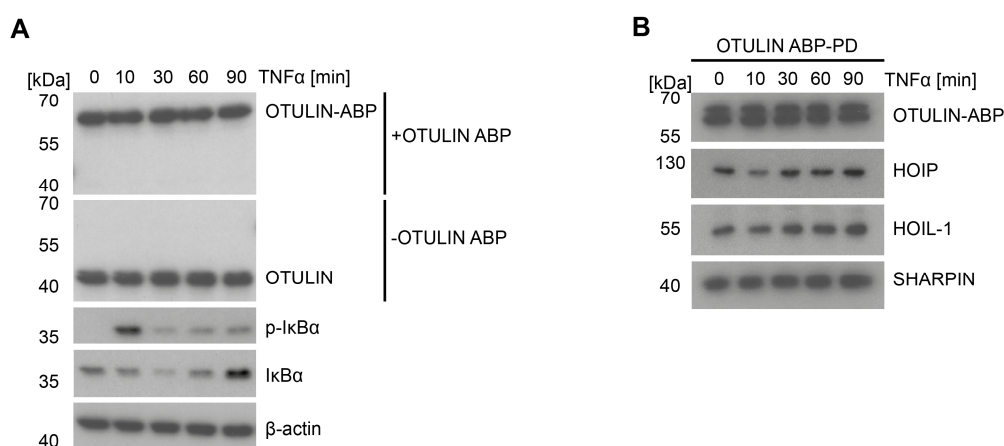 A
[kDa] 0 10 30 60 90 TNFα [min]
70
OTULIN-ABP
55
+OTULIN ABP
40
70
55
-OTULIN ABP
40
OTULIN
35
p-IκBα
35
IκBα
40
β-actin
B
OTULIN ABP-PD
[kDa] 0 10 30 60 90 TNFα [min]
70
OTULIN-ABP
55
130
HOIP
55
HOIL-1
40
SHARPIN